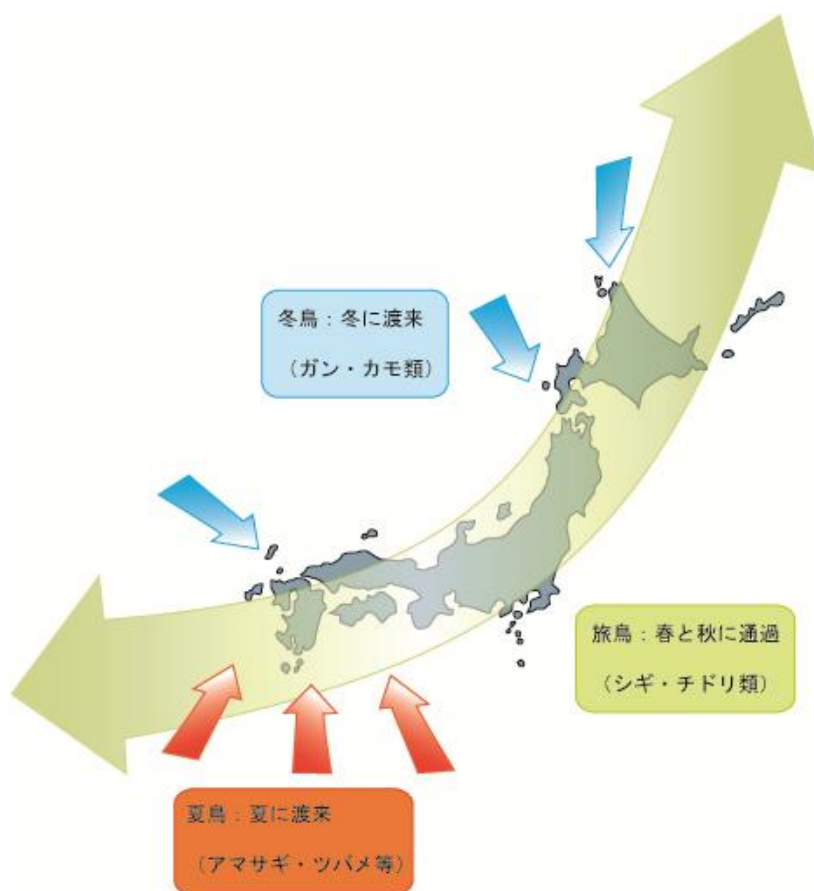 冬鳥：冬に渡来
（ガン・カモ類）
旅鳥：春と秋に通過
（シギ・チドリ類）
夏鳥：夏に渡来
（アマサギ・ツバメ等）